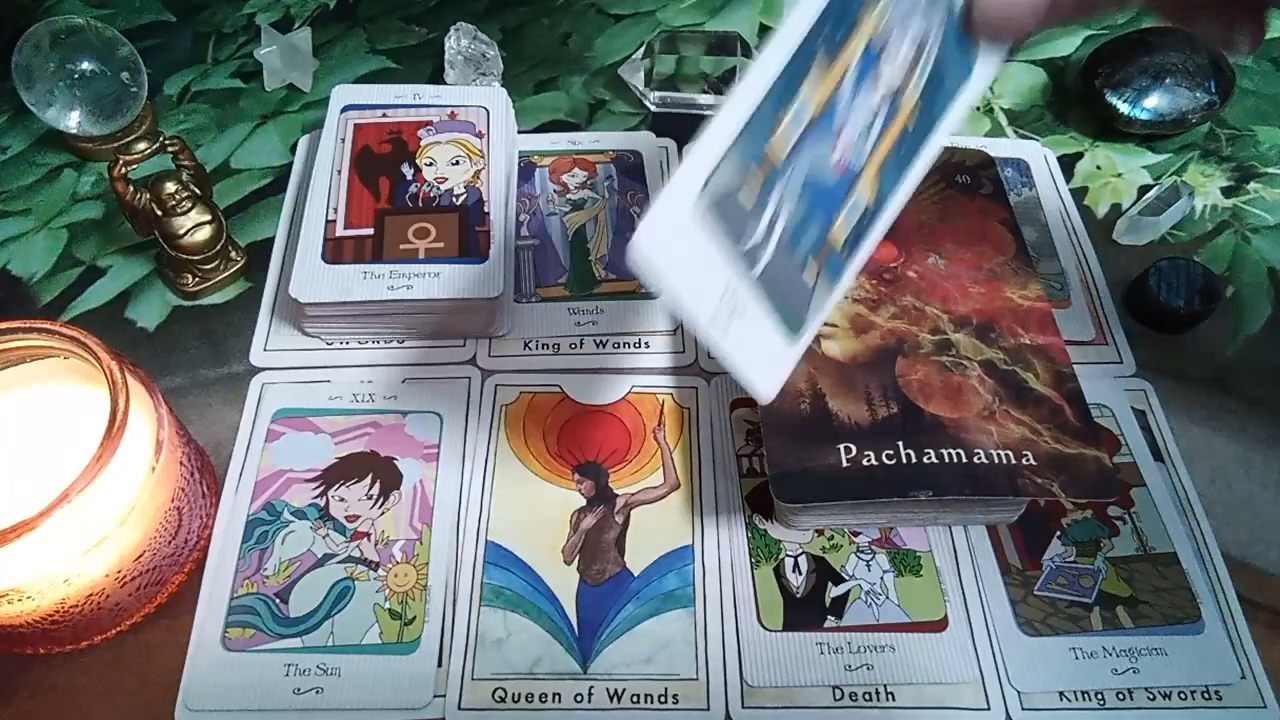 IV
The Emperor
Six
Wands
King of Wands
40
Pachamama
XIX
The Sun
Queen of Wands
The Lovers
Death
The Magician
King of Swords